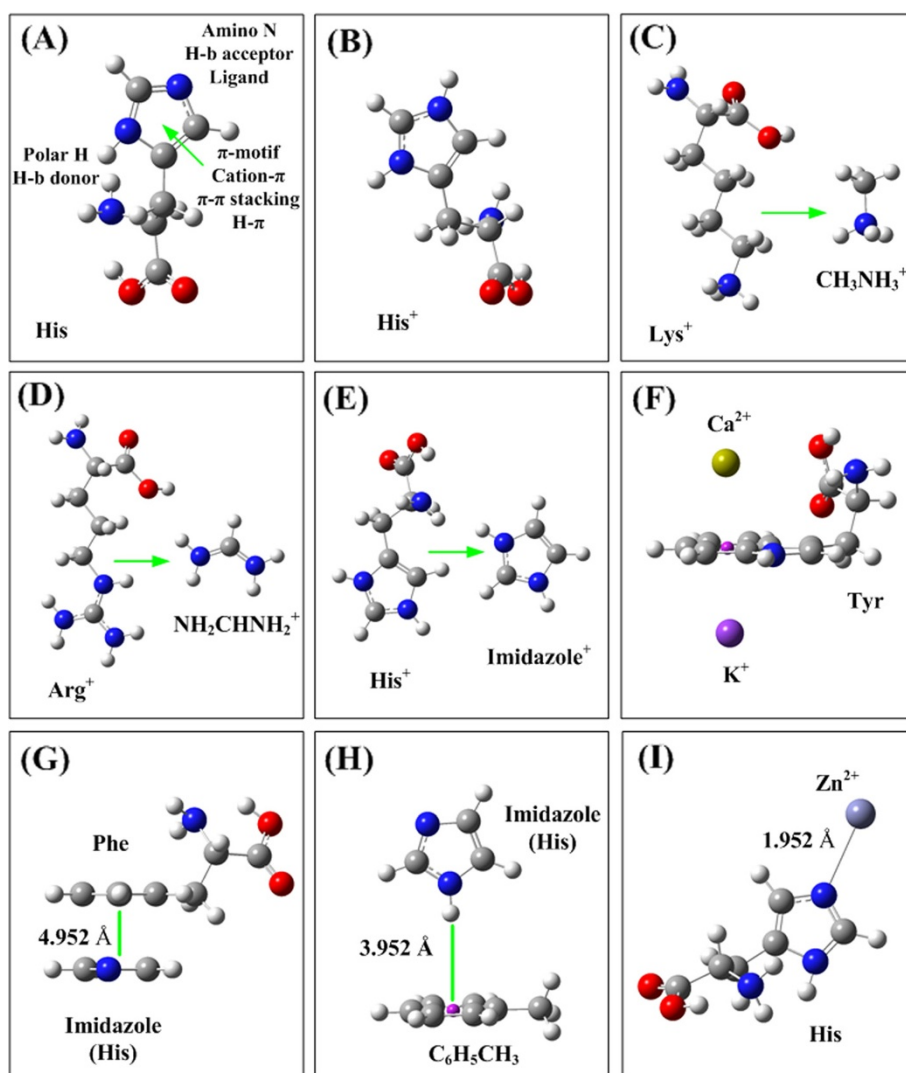 (A)
Amino N
H-b acceptor
Ligand
Polar H
H-b donor
π-motif
Cation-π
π-π stacking
H-π
His
(B)
His⁺
(C)
CH₃NH₃⁺
Lys⁺
(D)
NH₂CHNH₂⁺
Arg⁺
(E)
His⁺
Imidazole⁺
(F)
Ca²⁺
Tyr
K⁺
(G)
Phe
4.952 Å
Imidazole
(His)
(H)
Imidazole
(His)
3.952 Å
C₆H₅CH₃
(I)
Zn²⁺
1.952 Å
His